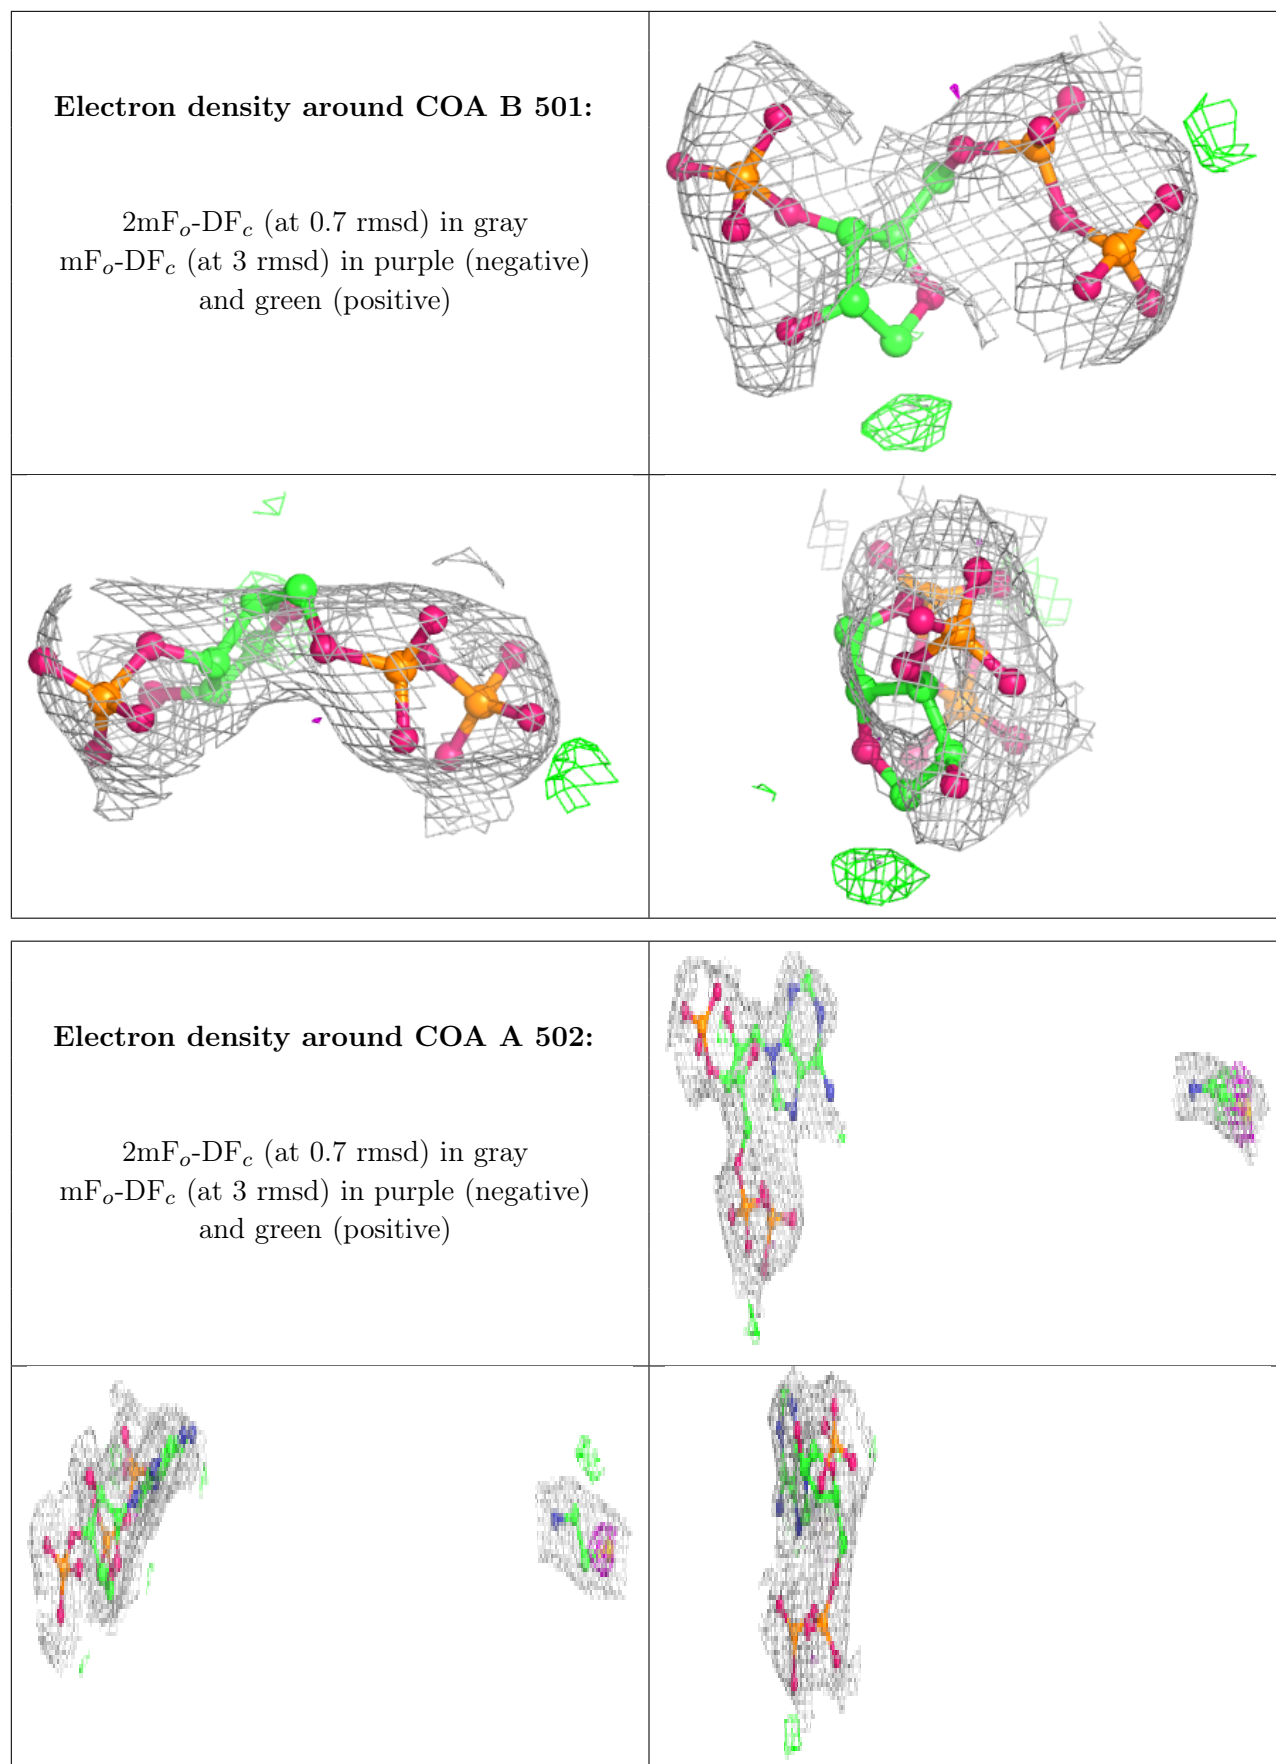 Electron density around COA B 501:
2mFo-DFc (at 0.7 rmsd) in gray
mFo-DFc (at 3 rmsd) in purple (negative)
and green (positive)
Electron density around COA A 502:
2mFo-DFc (at 0.7 rmsd) in gray
mFo-DFc (at 3 rmsd) in purple (negative)
and green (positive)